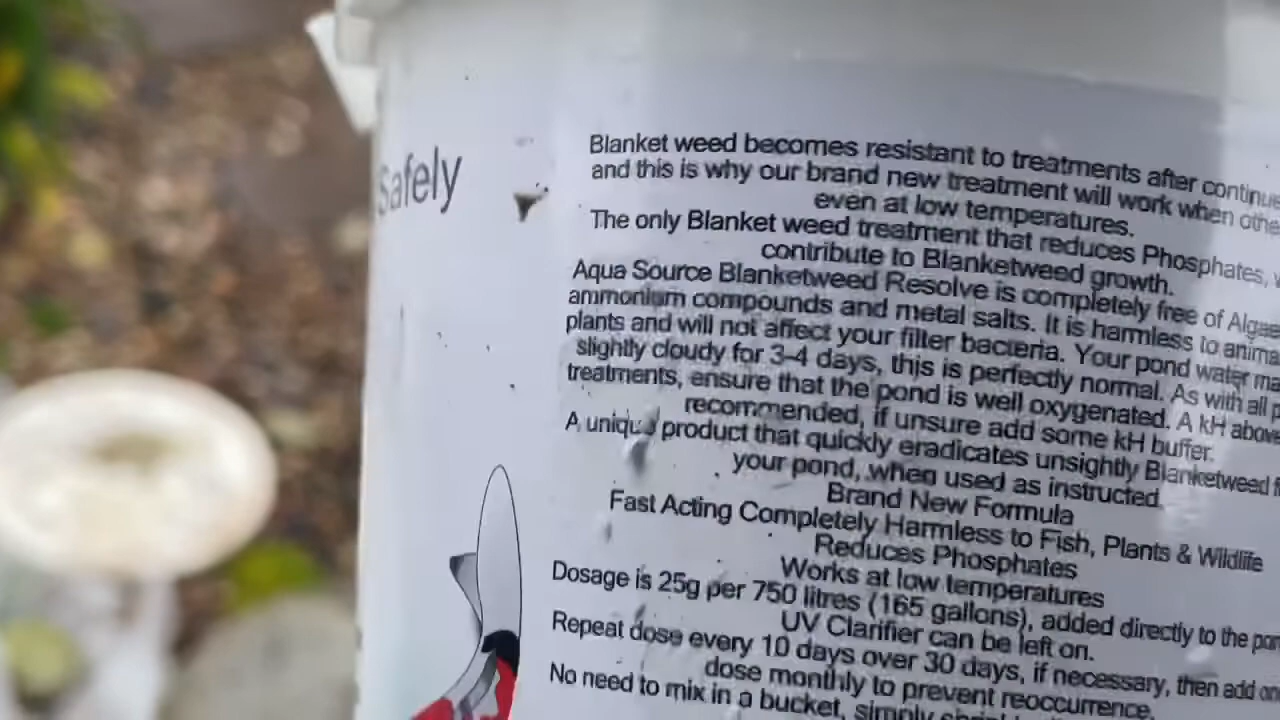 Safely
Blanket weed becomes resistant to treatments after
and this is why our brand new treatment will work when
even at low temperatures.
The only Blanket weed treatment that reduces Phosphates,
contribute to Blanketweed growth.
Aqua Source Blanketweed Resolve is completely free of
ammonium compounds and metal salts. It is harmless to
plants and will not affect your filter bacteria. Your pond water
slightly cloudy for 3-4 days, this is perfectly normal. As with all
treatments, ensure that the pond is well oxygenated. A kH above
recommended, if unsure add some kH buffer.
A unique product that quickly eradicates unsightly Blanketweed
your pond, when used as instructed.
Brand New Formula
Fast Acting Completely Harmless to Fish, Plants & Wildlife
Reduces Phosphates
Works at low temperatures
Dosage is 25g per 750 litres (165 gallons), added directly to the
UV Clarifier can be left on.
Repeat dose every 10 days over 30 days, if necessary, then add
dose monthly to prevent reoccurrence.
No need to mix in a bucket, simply